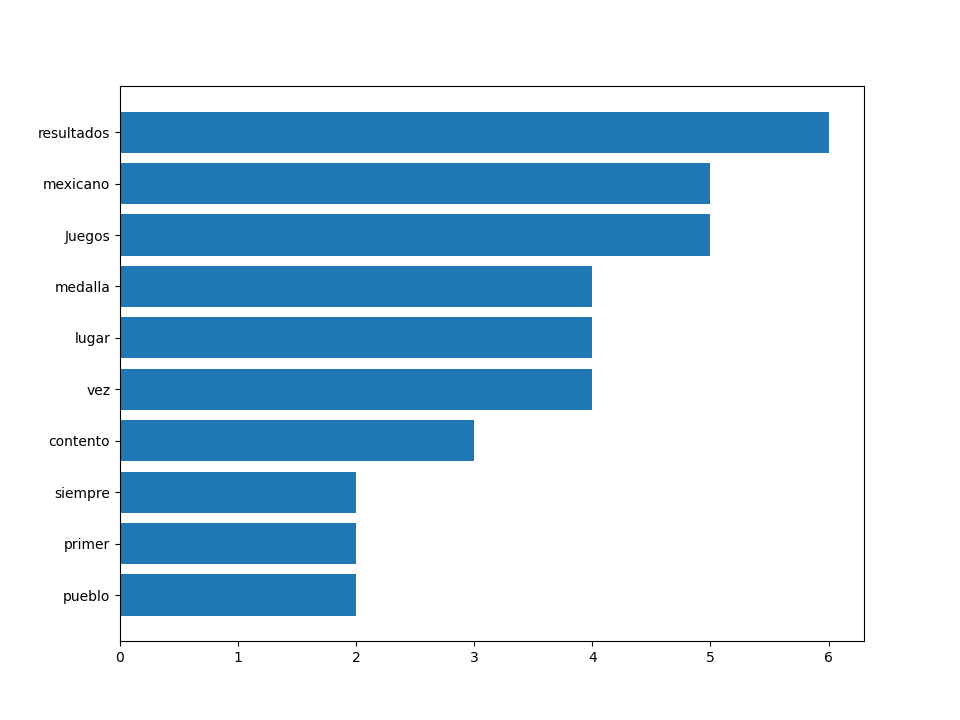 resultados
mexicano
Juegos
medalla
lugar
vez
contento
siempre
primer
pueblo
0 1 2 3 4 5 6